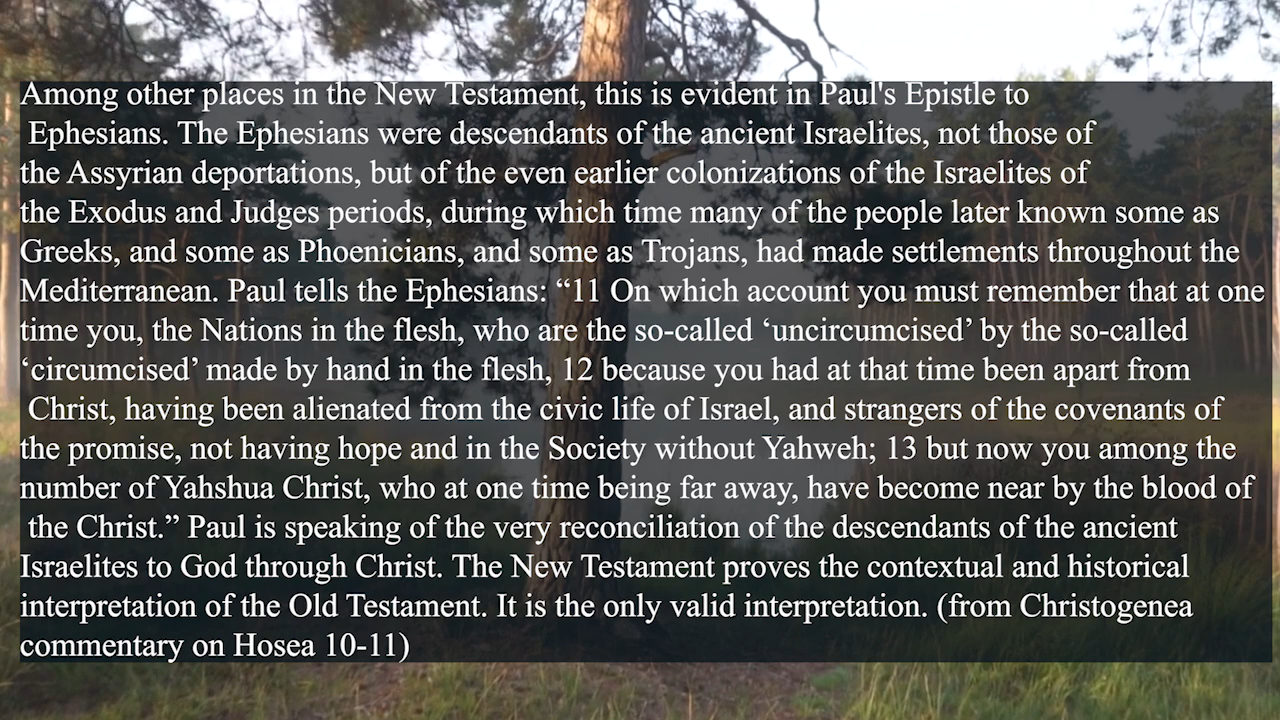 Among other places in the New Testament, this is evident in Paul's Epistle to
Ephesians. The Ephesians were descendants of the ancient Israelites, not those of
the Assyrian deportations, but of the even earlier colonizations of the Israelites of
the Exodus and Judges periods, during which time many of the people later known some as
Greeks, and some as Phoenicians, and some as Trojans, had made settlements throughout the
Mediterranean. Paul tells the Ephesians: “11 On which account you must remember that at one
time you, the Nations in the flesh, who are the so-called ‘uncircumcised’ by the so-called
‘circumcised’ made by hand in the flesh, 12 because you had at that time been apart from
Christ, having been alienated from the civic life of Israel, and strangers of the covenants of
the promise, not having hope and in the Society without Yahweh; 13 but now you among the
number of Yahshua Christ, who at one time being far away, have become near by the blood of
the Christ.” Paul is speaking of the very reconciliation of the descendants of the ancient
Israelites to God through Christ. The New Testament proves the contextual and historical
interpretation of the Old Testament. It is the only valid interpretation. (from Christogenea
commentary on Hosea 10-11)